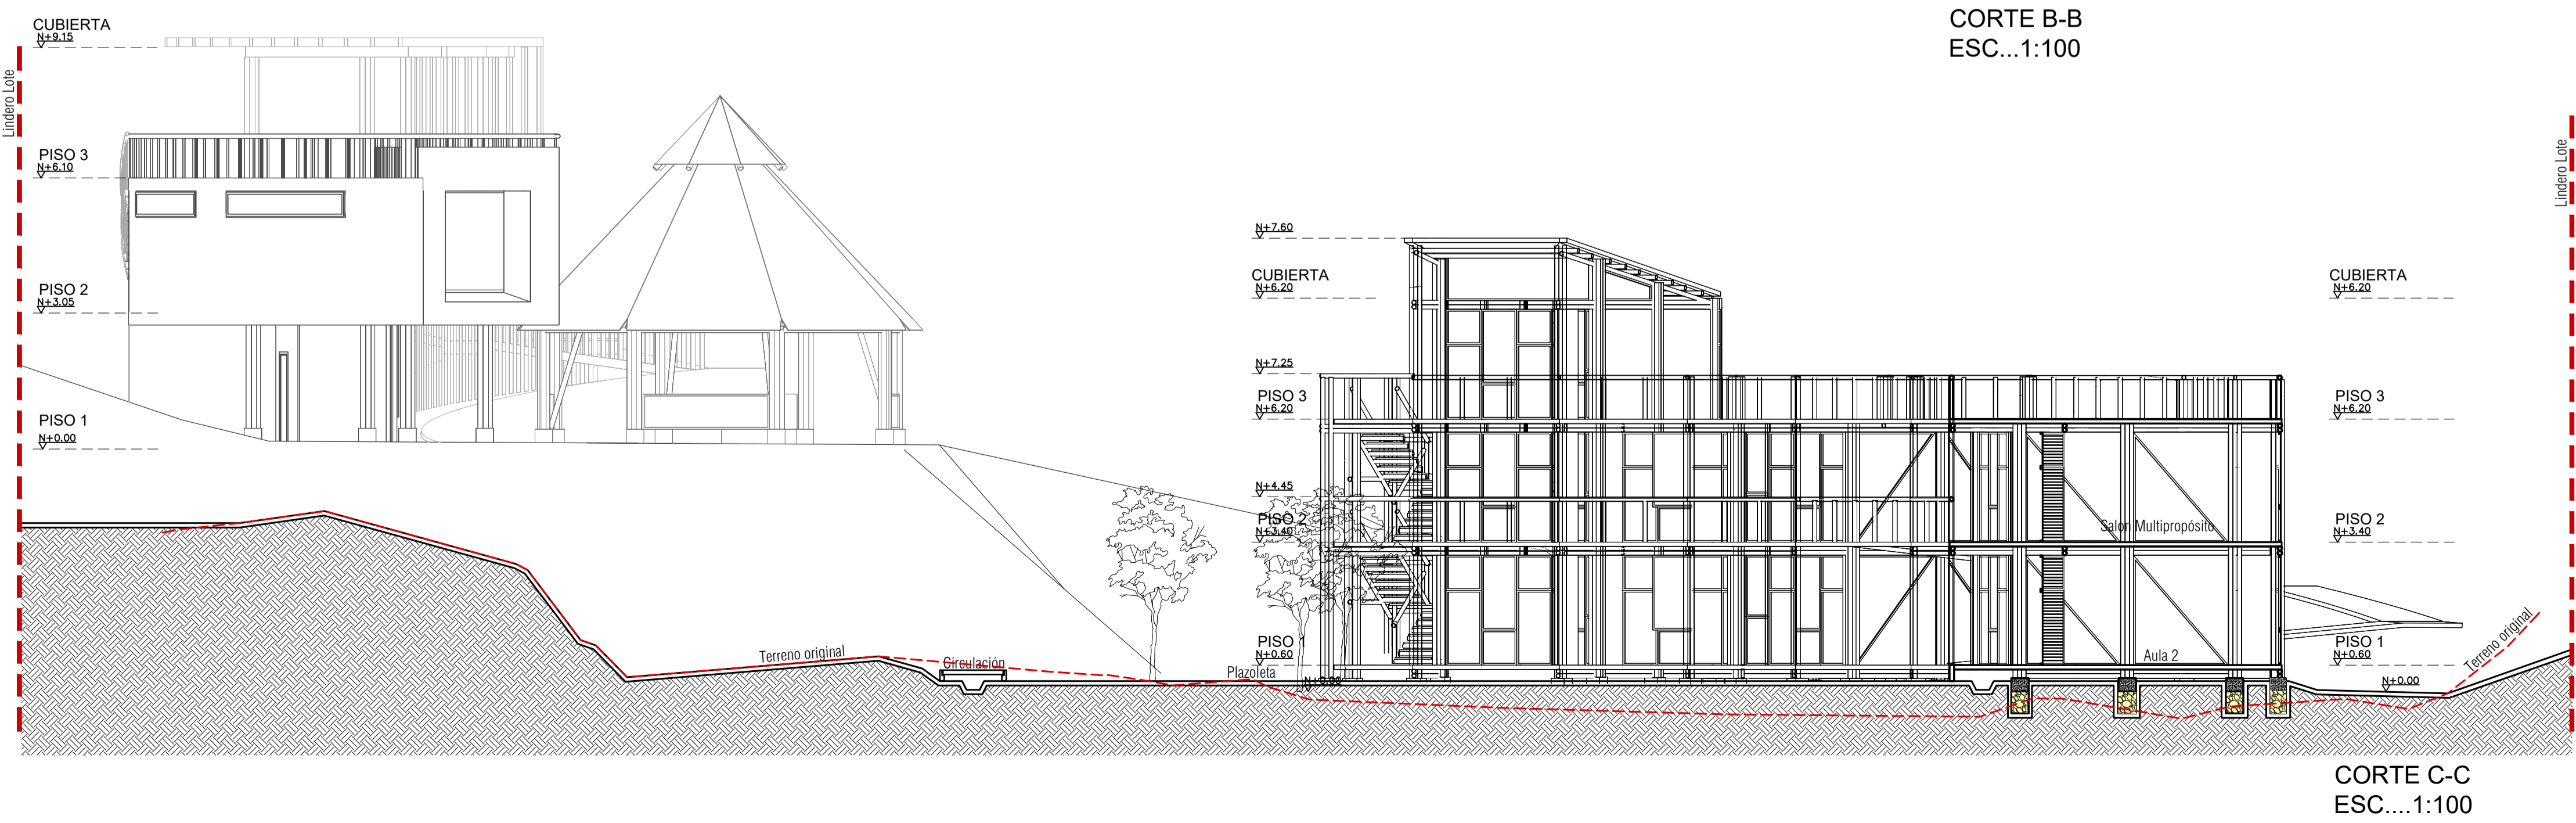 CORTE B-B
ESC...1:100
CUBIERTA
N+9.15
Lindero Lote
PISO 3
N+6.10
PISO 2
N+3.05
PISO 1
N+0.00
N+7.60
CUBIERTA
N+6.20
N+7.25
PISO 3
N+6.20
N+4.45
PISO 2
N+3.40
PISO 1
N+0.60
Plazoleta
Terreno original
Circulación
Salon Multipropósito
Aula 2
Lindero Lote
CUBIERTA
N+6.20
PISO 3
N+6.20
PISO 2
N+3.40
PISO 1
N+0.60
N+0.00
Terreno original
CORTE C-C
ESC....1:100